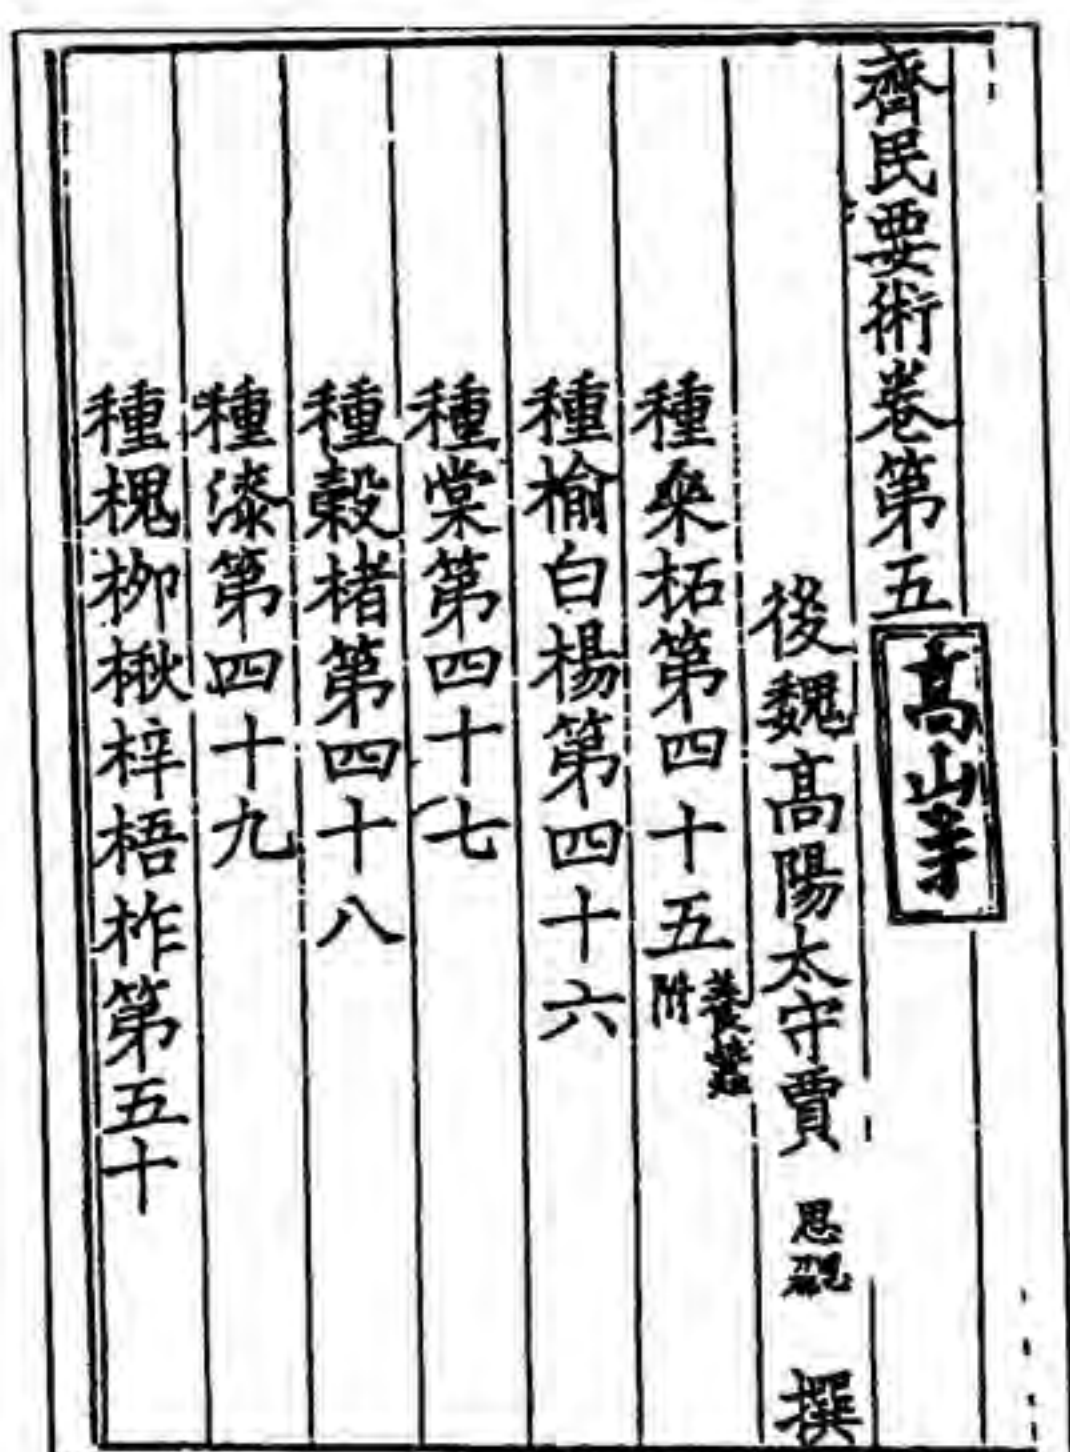 齊民要術卷第五
高山寺
後魏高陽太守賈思勰撰
種桒柘第四十五養蚕附
種榆白楊第四十六
種棠第四十七
種榖楮第四十八
種漆第四十九
種槐柳楸梓梧柞第五十